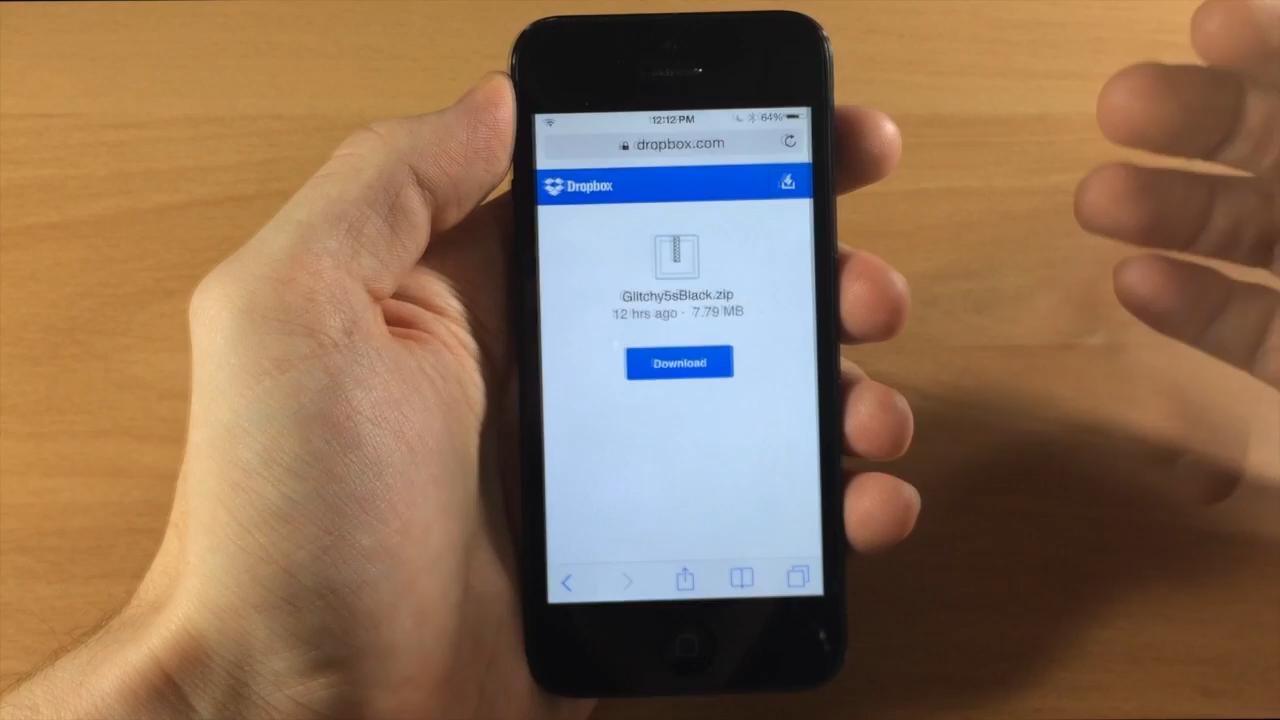 12:12 PM
64%
dropbox.com
Dropbox
Glitchy5sBlack.zip
12 hrs ago · 7.79 MB
Download